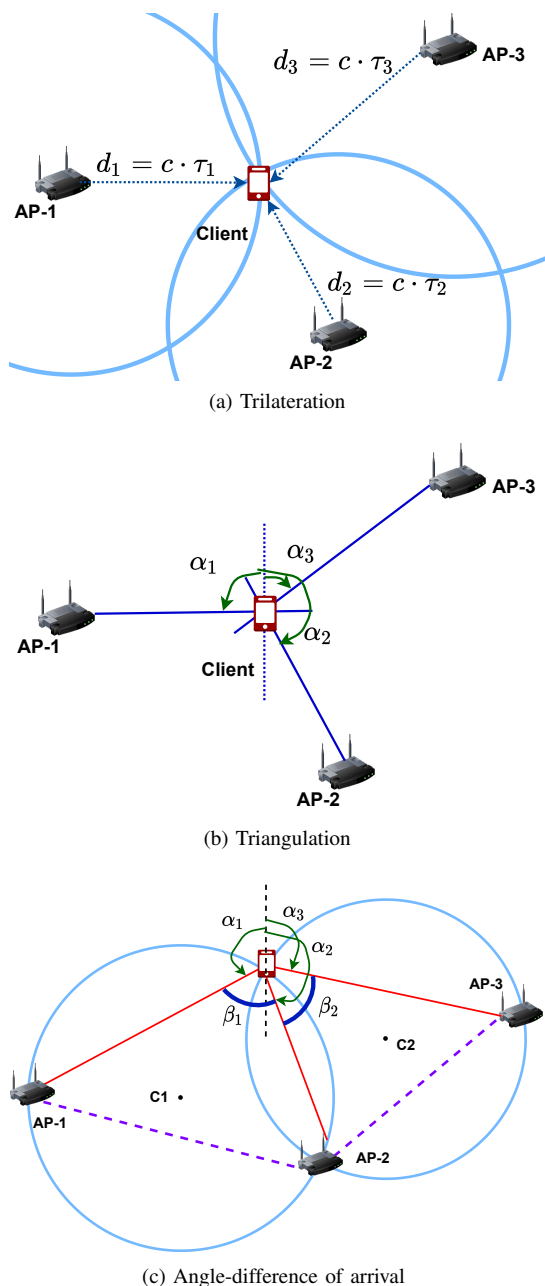 d₃ = c · τ₃
AP-3
d₁ = c · τ₁
AP-1
Client
d₂ = c · τ₂
AP-2
(a) Trilateration
AP-3
α₁
α₃
AP-1
α₂
Client
AP-2
(b) Triangulation
α₁
α₃
α₂
β₁
β₂
AP-3
C2
C1
AP-1
AP-2
(c) Angle-difference of arrival